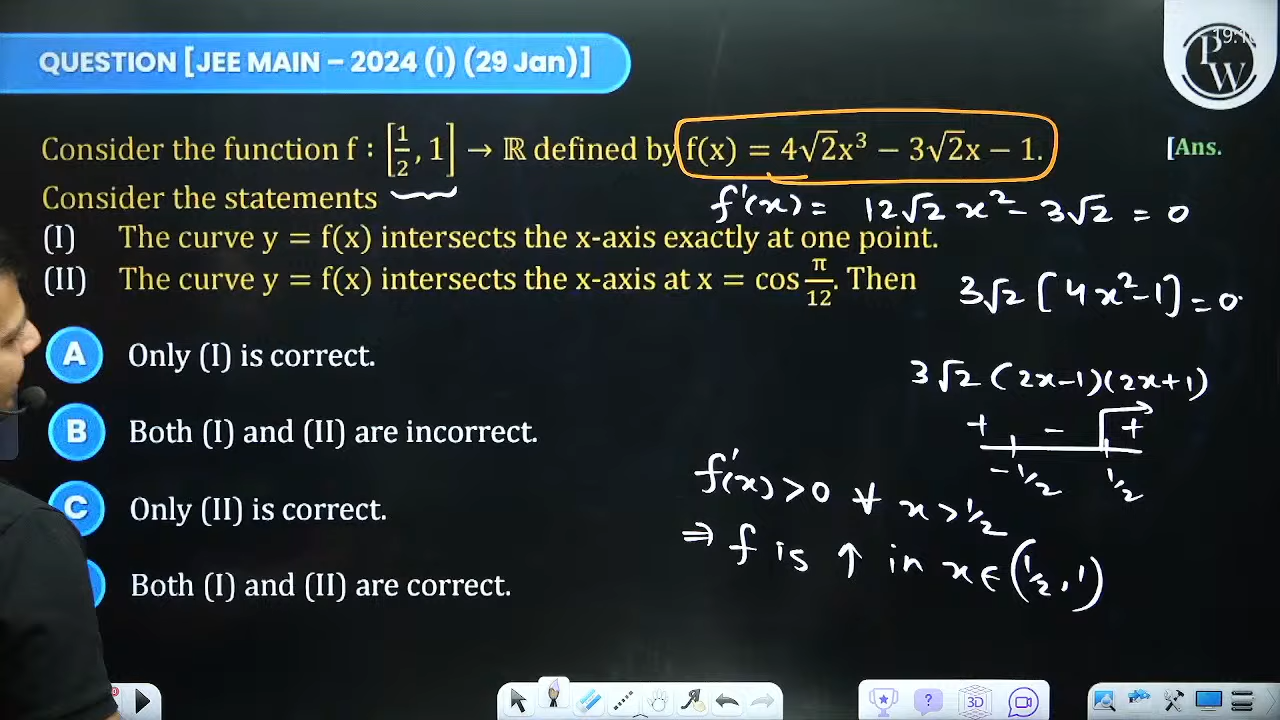 QUESTION [JEE MAIN – 2024 (I) (29 Jan)]
PW
Consider the function f : [1/2, 1] → ℝ defined by f(x) = 4√2x³ − 3√2x − 1. [Ans.
Consider the statements
f'(x) = 12√2 x² − 3√2 = 0
(I) The curve y = f(x) intersects the x-axis exactly at one point.
(II) The curve y = f(x) intersects the x-axis at x = cos π/12. Then
3√2 [4x² − 1] = 0
A Only (I) is correct.
3√2 (2x−1)(2x+1)
+ − +
−1/2 1/2
B Both (I) and (II) are incorrect.
f'(x) > 0 ∀ x > 1/2
C Only (II) is correct.
⇒ f is ↑ in x ∈ (1/2, 1)
Both (I) and (II) are correct.
3D